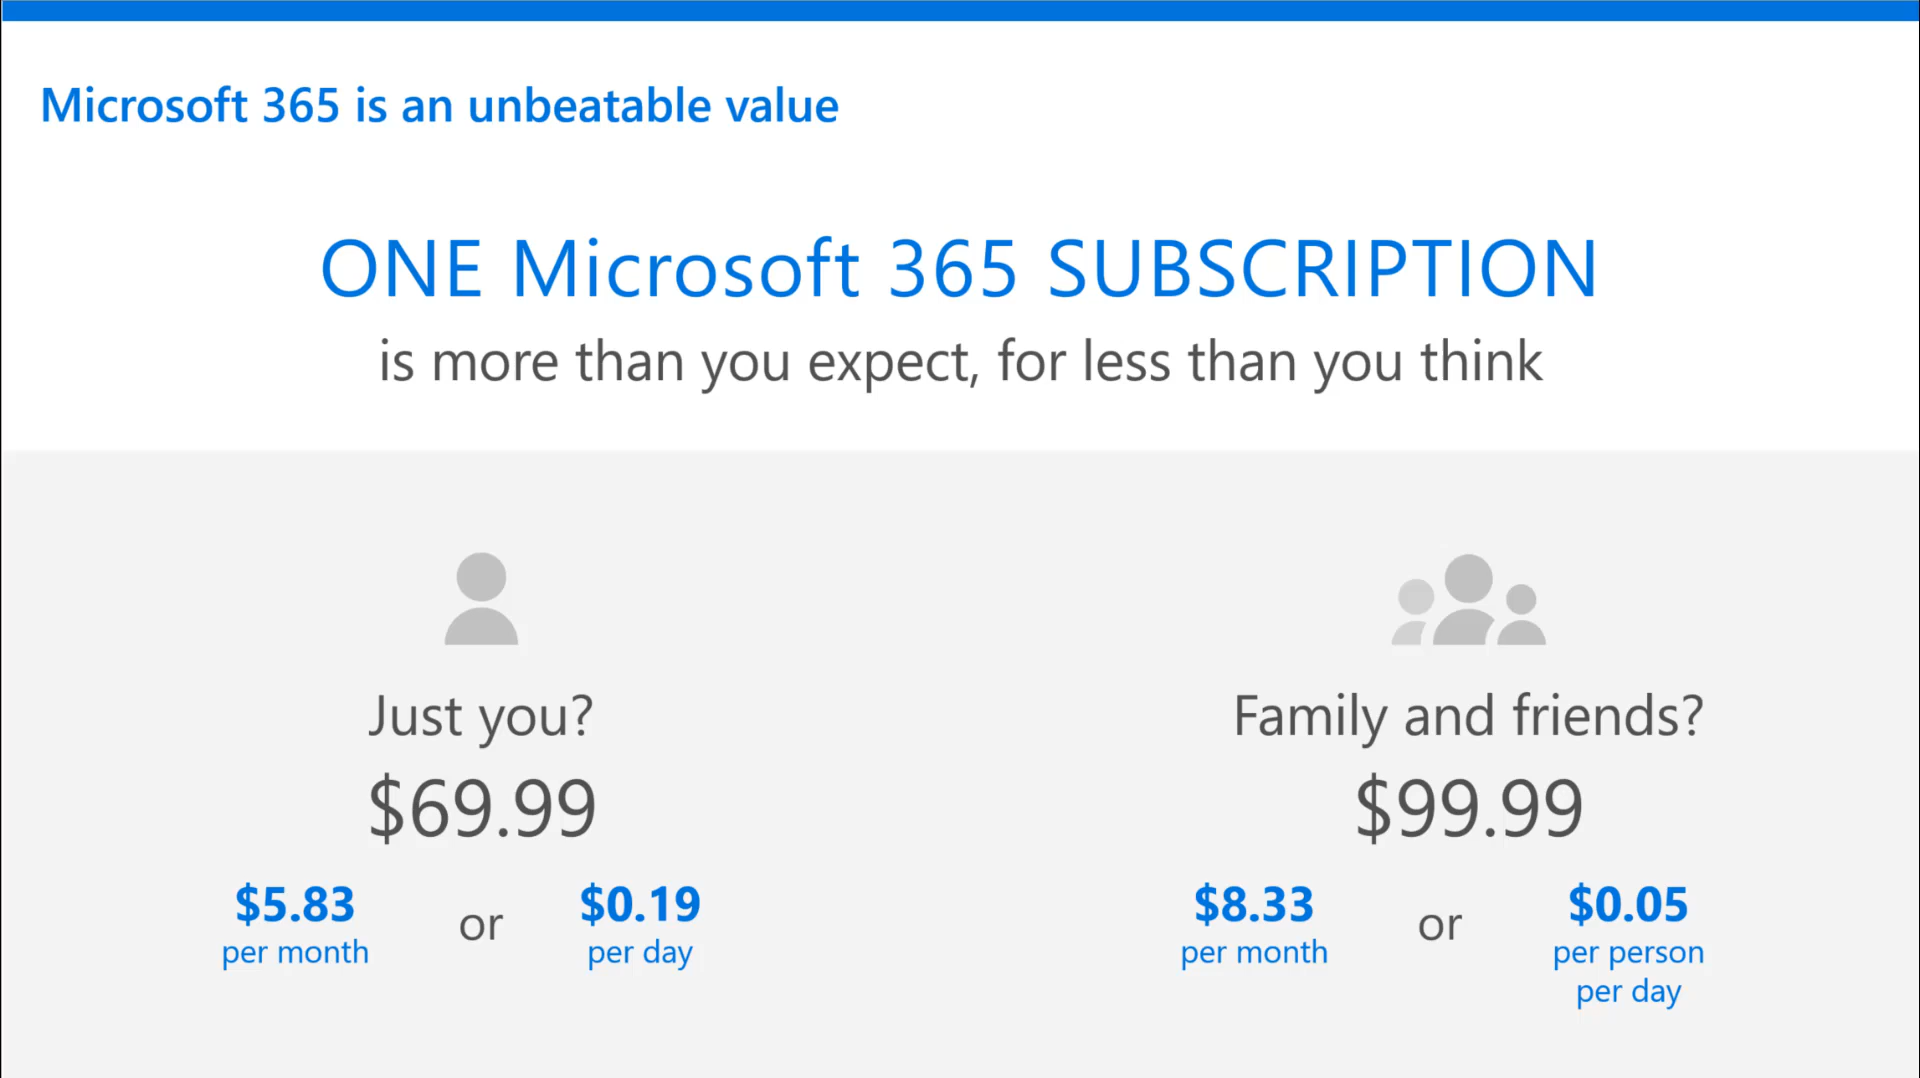 Microsoft 365 is an unbeatable value
ONE Microsoft 365 SUBSCRIPTION
is more than you expect, for less than you think
Just you?
$69.99
$5.83
per month
or
$0.19
per day
Family and friends?
$99.99
$8.33
per month
or
$0.05
per person
per day